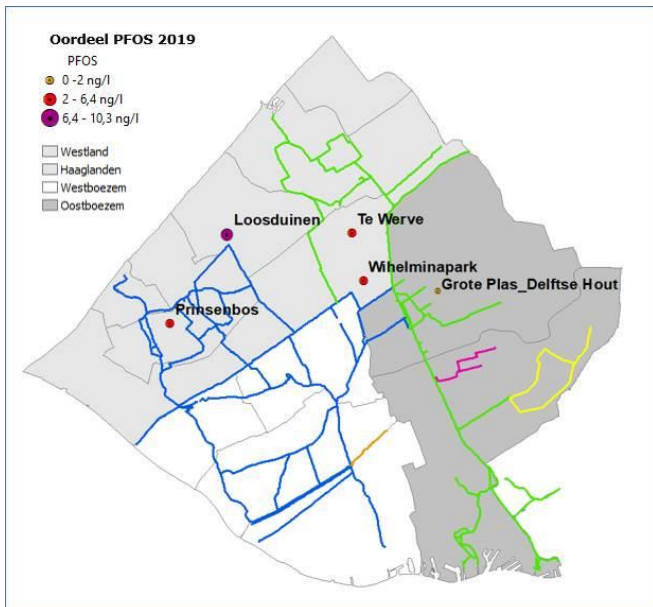 Oordeel PFOS 2019
PFOS
0 -2 ng/l
2 - 6,4 ng/l
6,4 - 10,3 ng/l
Westland
Haaglanden
Westboezem
Oostboezem
Loosduinen
Te Werve
Wihelminapark
Grote Plas_Delftse Hout
Prinsenbos